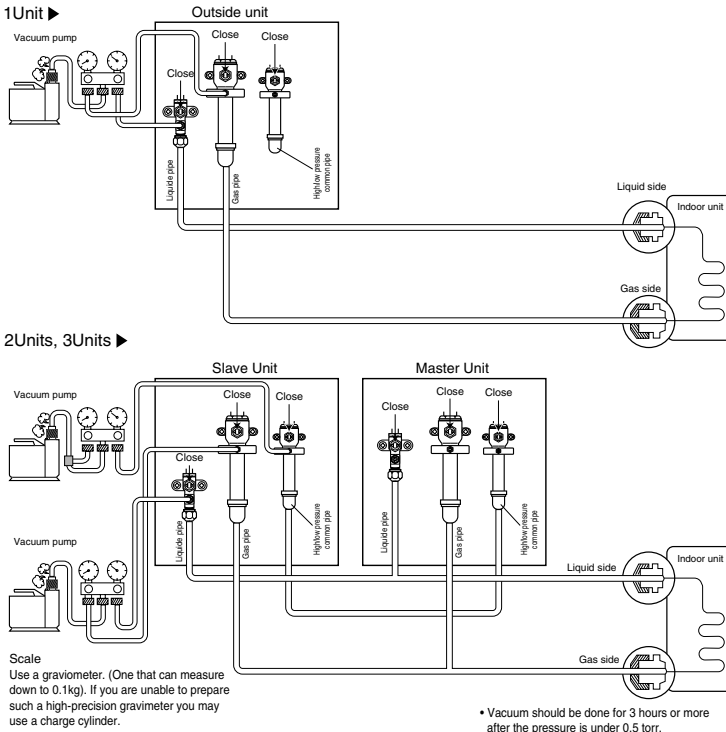 1Unit ▶
Outside unit
Vacuum pump
Close
Close
Close
Liquide pipe
Gas pipe
High/low pressure
common pipe
Liquid side
Indoor unit
Gas side
2Units, 3Units ▶
Slave Unit
Master Unit
Vacuum pump
Close
Close
Close
Close
Close
Close
Liquide pipe
Gas pipe
High/low pressure
common pipe
Liquide pipe
Gas pipe
High/low pressure
common pipe
Vacuum pump
Liquid side
Indoor unit
Gas side
Scale
Use a graviometer. (One that can measure
down to 0.1kg). If you are unable to prepare
such a high-precision gravimeter you may
use a charge cylinder.
• Vacuum should be done for 3 hours or more
after the pressure is under 0.5 torr.